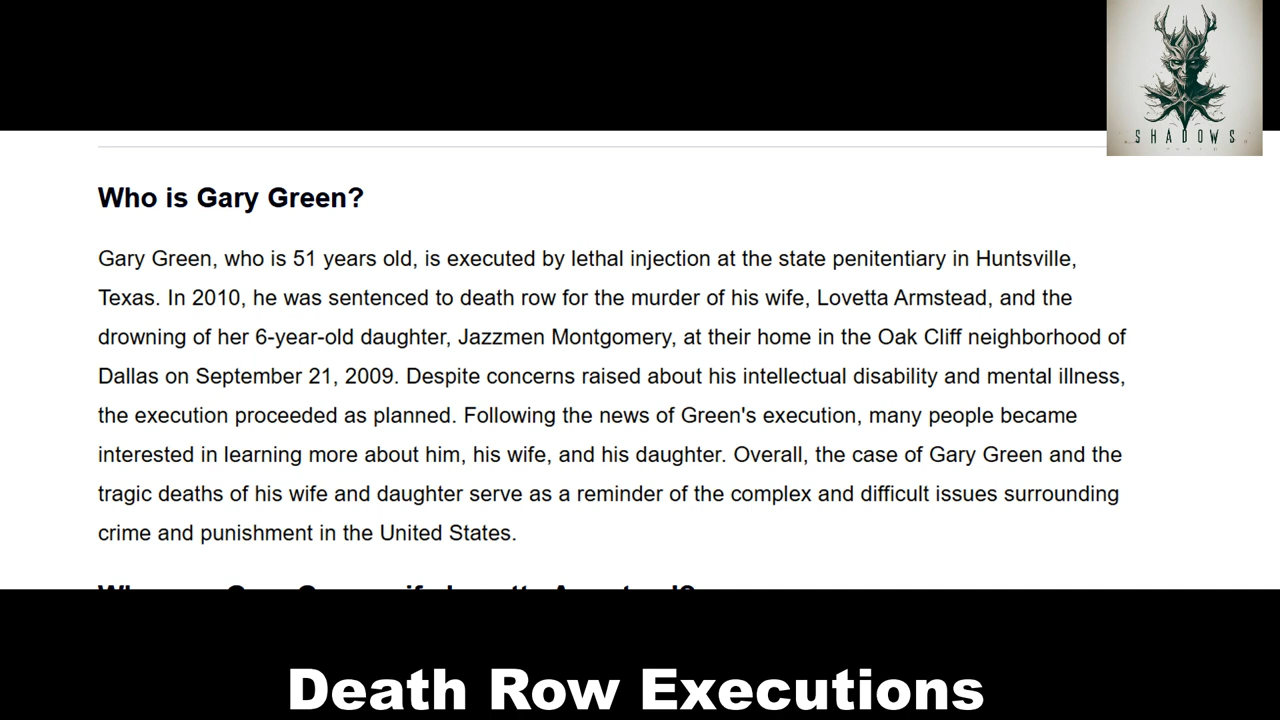 SHADOWS
Who is Gary Green?
Gary Green, who is 51 years old, is executed by lethal injection at the state penitentiary in Huntsville,
Texas. In 2010, he was sentenced to death row for the murder of his wife, Lovetta Armstead, and the
drowning of her 6-year-old daughter, Jazzmen Montgomery, at their home in the Oak Cliff neighborhood of
Dallas on September 21, 2009. Despite concerns raised about his intellectual disability and mental illness,
the execution proceeded as planned. Following the news of Green's execution, many people became
interested in learning more about him, his wife, and his daughter. Overall, the case of Gary Green and the
tragic deaths of his wife and daughter serve as a reminder of the complex and difficult issues surrounding
crime and punishment in the United States.
Death Row Executions